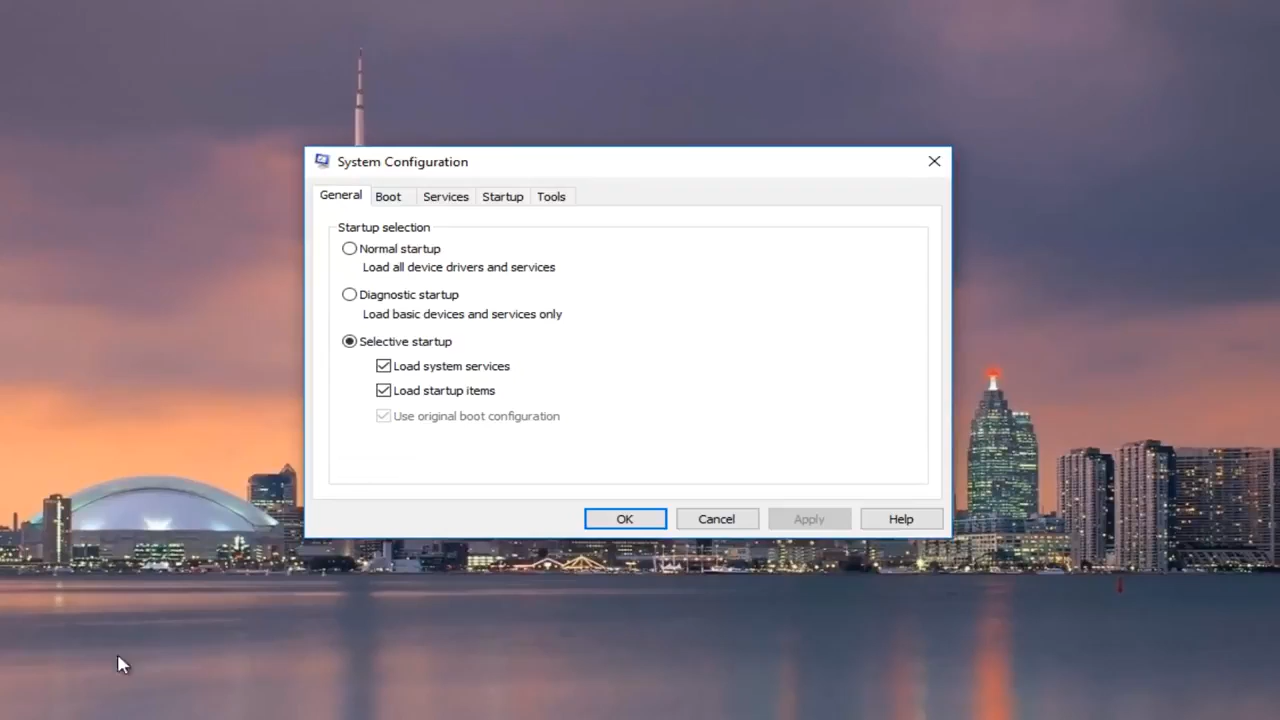 System Configuration
General Boot Services Startup Tools
Startup selection
Normal startup
Load all device drivers and services
Diagnostic startup
Load basic devices and services only
Selective startup
Load system services
Load startup items
Use original boot configuration
OK Cancel Apply Help